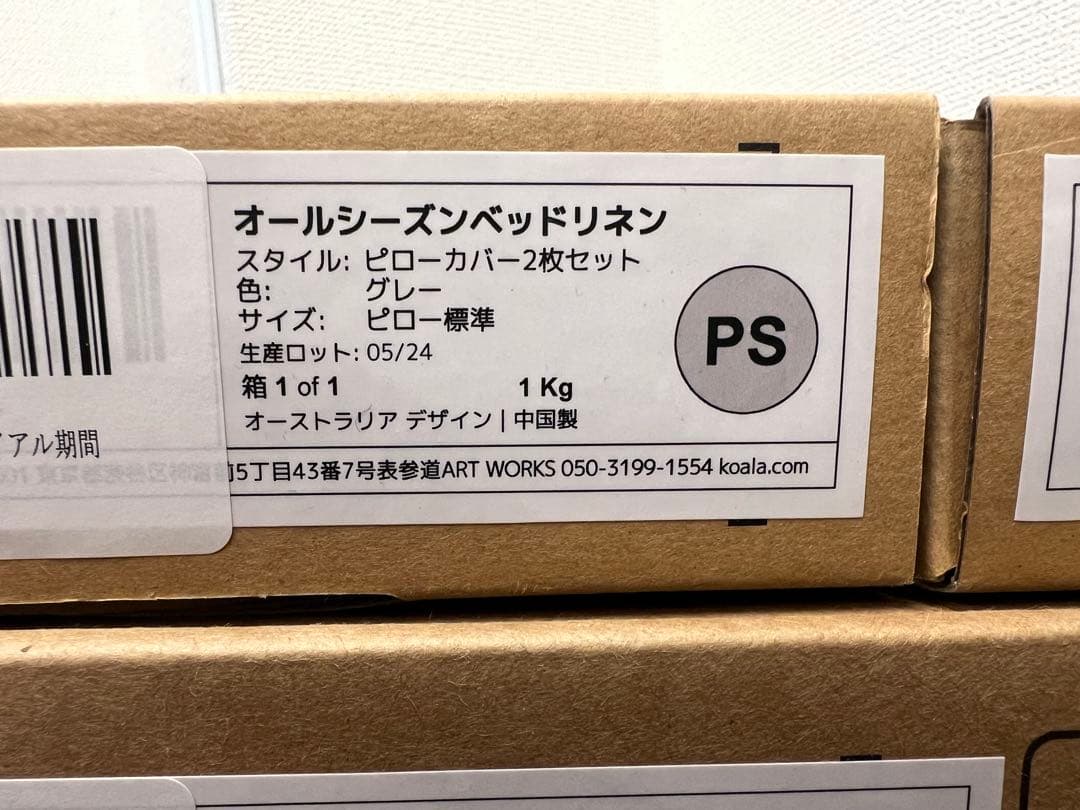 オールシーズンベッドリネン
スタイル: ピローカバー2枚セット
色: グレー
サイズ: ピロー標準
生産ロット: 05/24
箱 1 of 1 1 Kg
オーストラリア デザイン | 中国製
PS
アル期間
5丁目43番7号表参道ART WORKS 050-3199-1554 koala.com